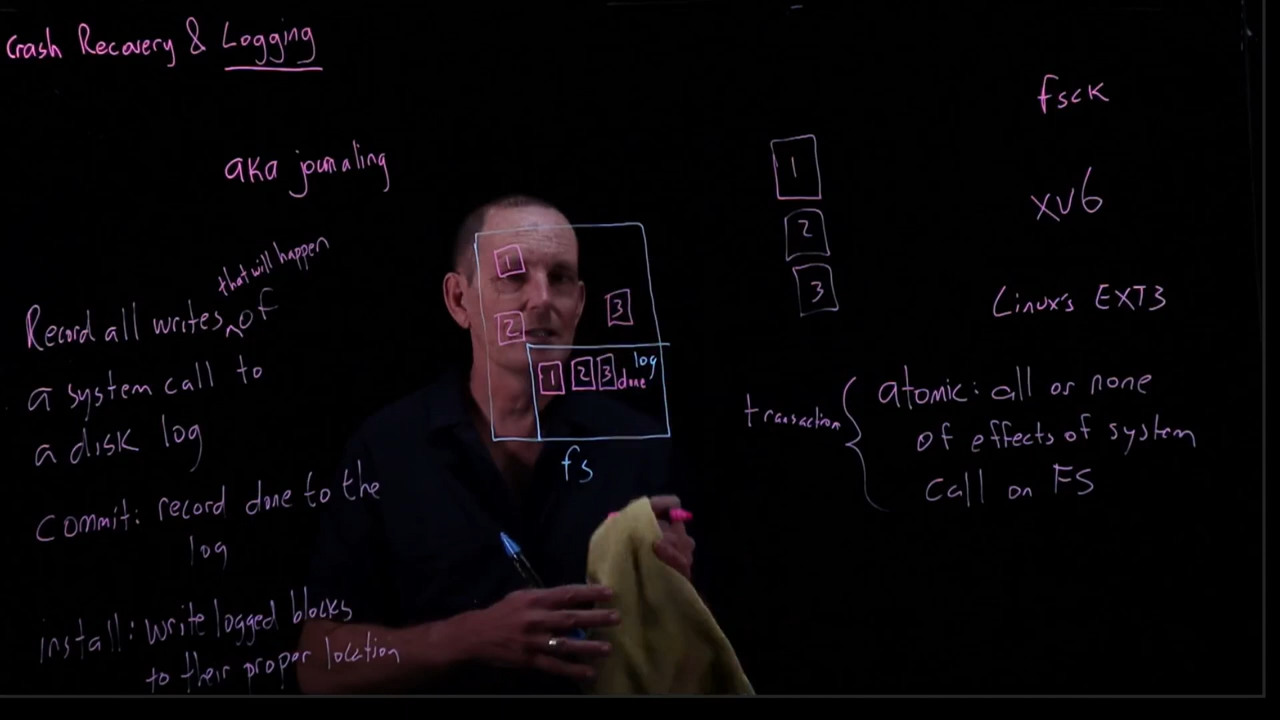 Crash Recovery & Logging
aka journaling
that will happen
Record all writes of
a system call to
a disk log
Commit: record done to the
log
install: write logged blocks
to their proper location
1
2
3
log
1 2 3 done
fs
1
2
3
fsck
xv6
Linux's EXT3
transaction
atomic: all or none
of effects of system
call on FS